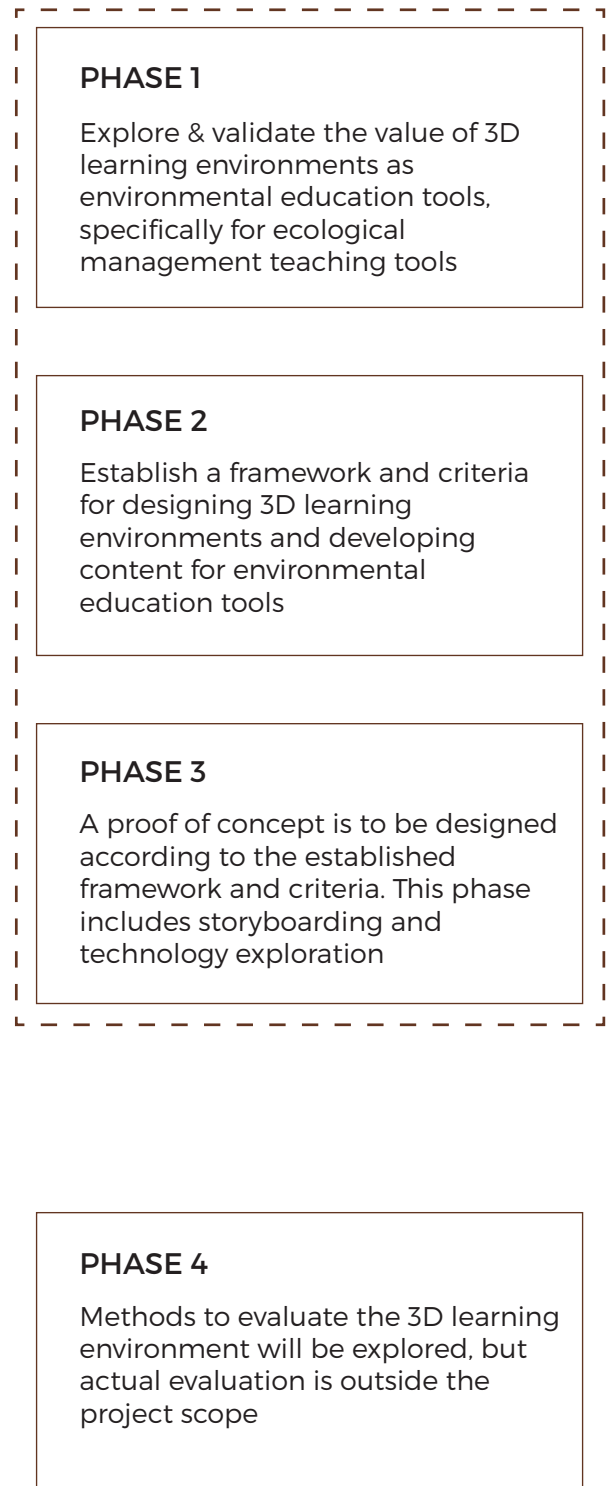 PHASE 1
Explore & validate the value of 3D
learning environments as
environmental education tools,
specifically for ecological
management teaching tools
PHASE 2
Establish a framework and criteria
for designing 3D learning
environments and developing
content for environmental
education tools
PHASE 3
A proof of concept is to be designed
according to the established
framework and criteria. This phase
includes storyboarding and
technology exploration
PHASE 4
Methods to evaluate the 3D learning
environment will be explored, but
actual evaluation is outside the
project scope